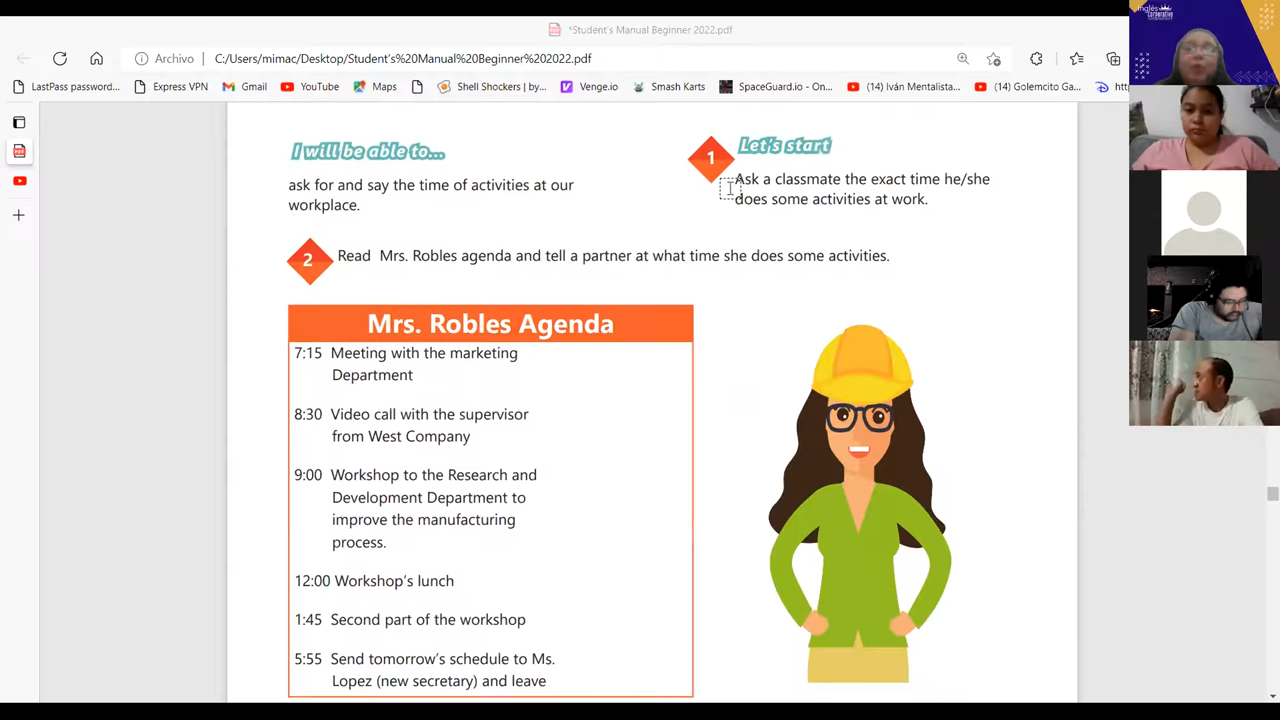 *Student's Manual Beginner 2022.pdf
Archivo
C:/Users/mimac/Desktop/Student's%20Manual%20Beginner%202022.pdf
LastPass password...
Express VPN
Gmail
YouTube
Maps
Shell Shockers | by...
Venge.io
Smash Karts
SpaceGuard.io - On...
(14) Iván Mentalista...
(14) Golemcito Ga...
Inglés
Corporativo
I will be able to...
ask for and say the time of activities at our
workplace.
1
Let's start
Ask a classmate the exact time he/she
does some activities at work.
2
Read Mrs. Robles agenda and tell a partner at what time she does some activities.
Mrs. Robles Agenda
7:15 Meeting with the marketing
Department
8:30 Video call with the supervisor
from West Company
9:00 Workshop to the Research and
Development Department to
improve the manufacturing
process.
12:00 Workshop's lunch
1:45 Second part of the workshop
5:55 Send tomorrow's schedule to Ms.
Lopez (new secretary) and leave